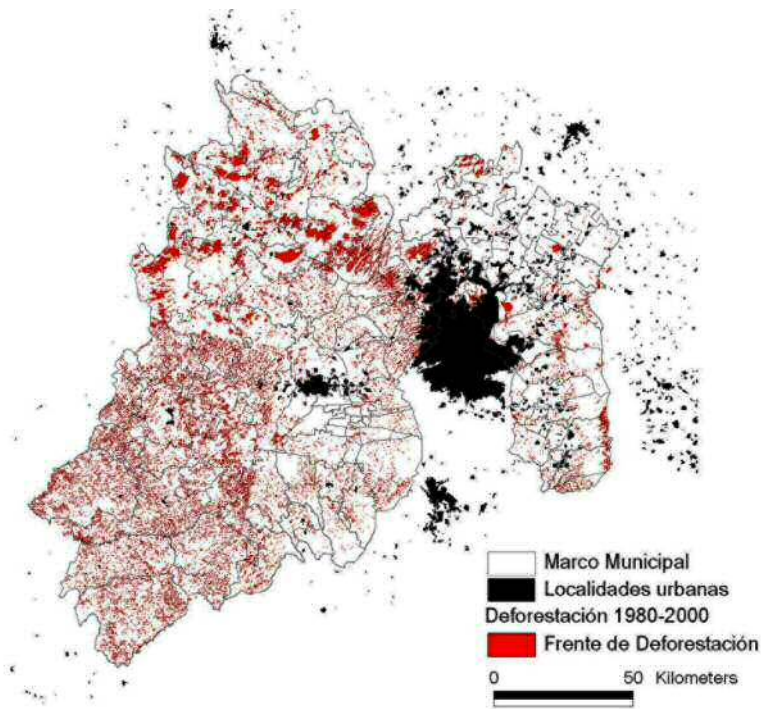 Marco Municipal
Localidades urbanas
Deforestación 1980-2000
Frente de Deforestación
0 50 Kilometers